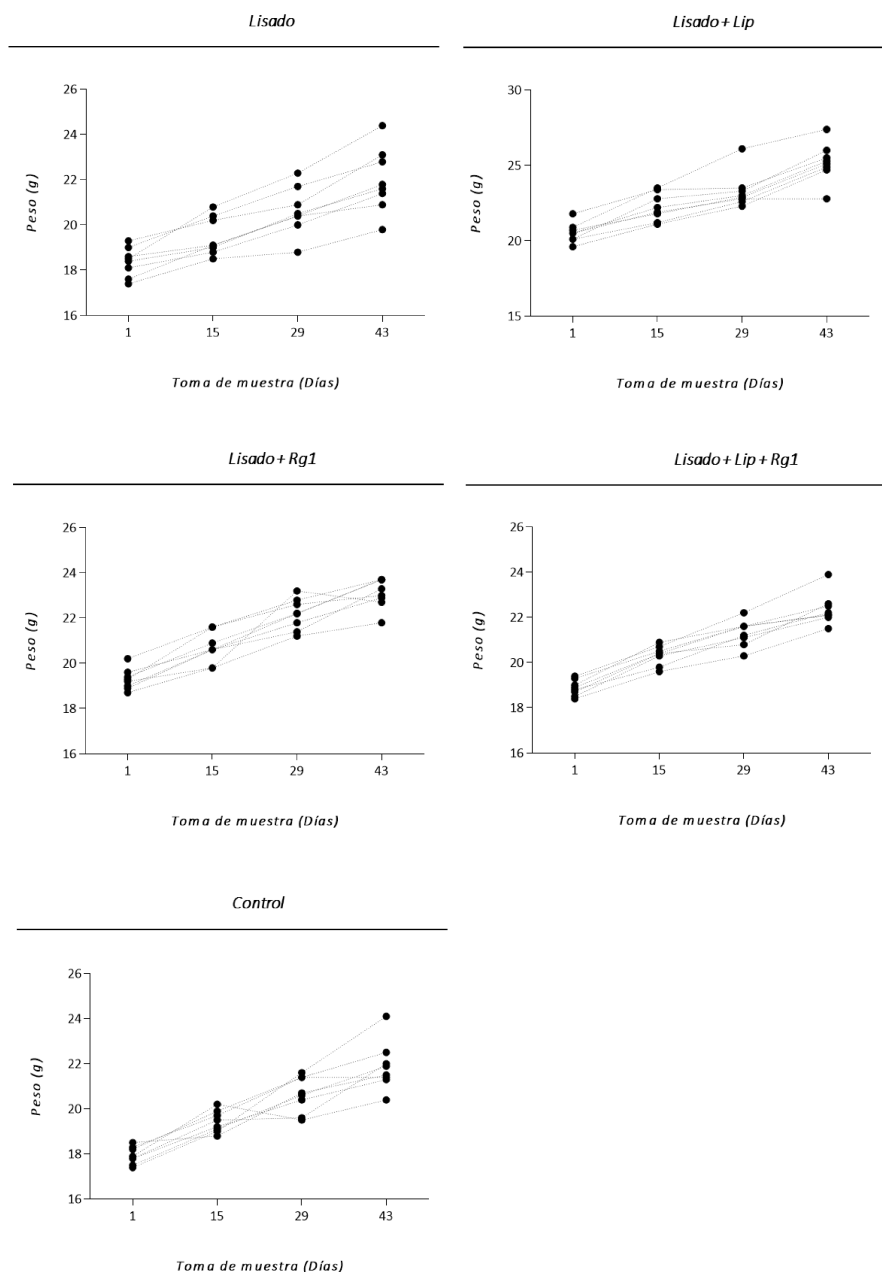 Lisado
26
24
22
20
18
16
Peso (g)
1 15 29 43
Toma de muestra (Días)
Lisado + Lip
30
25
20
15
Peso (g)
1 15 29 43
Toma de muestra (Días)
Lisado + Rg1
26
24
22
20
18
16
Peso (g)
1 15 29 43
Toma de muestra (Días)
Lisado + Lip + Rg1
26
24
22
20
18
16
Peso (g)
1 15 29 43
Toma de muestra (Días)
Control
26
24
22
20
18
16
Peso (g)
1 15 29 43
Toma de muestra (Días)